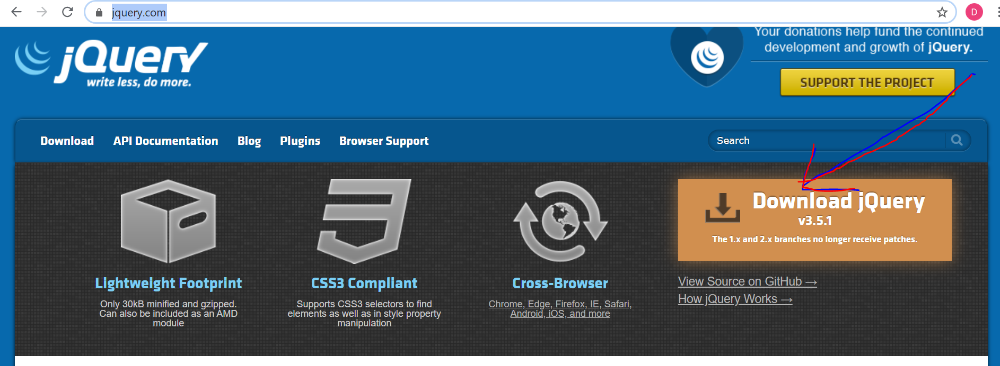 jquery.com
D
jQuery
write less, do more.
Your donations help fund the continued
development and growth of jQuery.
SUPPORT THE PROJECT
Download API Documentation Blog Plugins Browser Support
Search
Download jQuery
v3.5.1
The 1.x and 2.x branches no longer receive patches.
Lightweight Footprint
Only 30kB minified and gzipped.
Can also be included as an AMD
module
CSS3 Compliant
Supports CSS3 selectors to find
elements as well as in style property
manipulation
Cross-Browser
Chrome, Edge, Firefox, IE, Safari,
Android, iOS, and more
View Source on GitHub →
How jQuery Works →